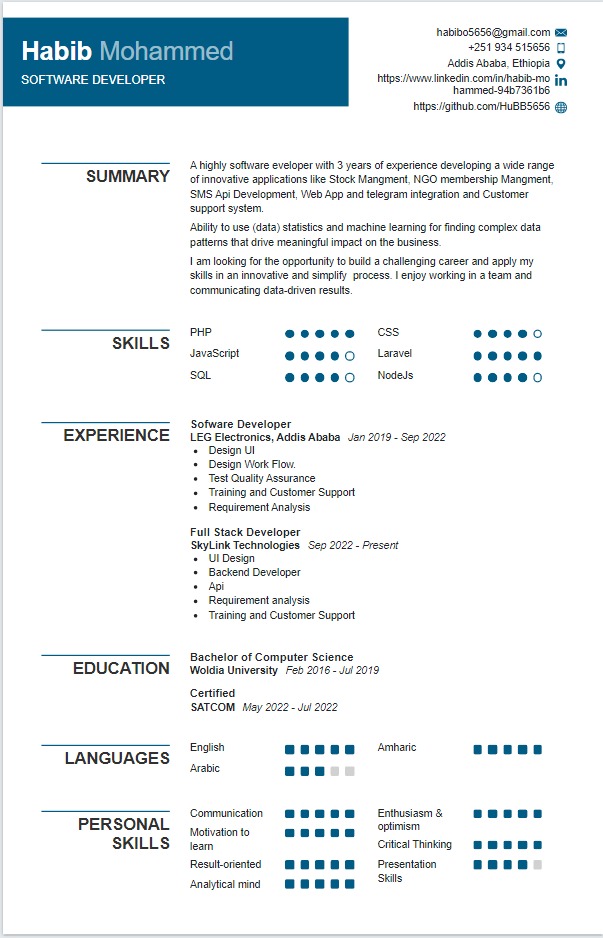 Habib Mohammed
SOFTWARE DEVELOPER
habibo5656@gmail.com
+251 934 515656
Addis Ababa, Ethiopia
https://www.linkedin.com/in/habib-mo
hammed-94b7361b6
https://github.com/HuBB5656
SUMMARY
A highly software eveloper with 3 years of experience developing a wide range
of innovative applications like Stock Mangment, NGO membership Mangment,
SMS Api Development, Web App and telegram integration and Customer
support system.
Ability to use (data) statistics and machine learning for finding complex data
patterns that drive meaningful impact on the business.
I am looking for the opportunity to build a challenging career and apply my
skills in an innovative and simplify process. I enjoy working in a team and
communicating data-driven results.
SKILLS
PHP
CSS
JavaScript
Laravel
SQL
NodeJs
EXPERIENCE
Sofware Developer
LEG Electronics, Addis Ababa Jan 2019 - Sep 2022
• Design UI
• Design Work Flow.
• Test Quality Assurance
• Training and Customer Support
• Requirement Analysis
Full Stack Developer
SkyLink Technologies Sep 2022 - Present
• UI Design
• Backend Developer
• Api
• Requirement analysis
• Training and Customer Support
EDUCATION
Bachelor of Computer Science
Woldia University Feb 2016 - Jul 2019
Certified
SATCOM May 2022 - Jul 2022
LANGUAGES
English
Amharic
Arabic
PERSONAL
SKILLS
Communication
Enthusiasm &
optimism
Motivation to
learn
Critical Thinking
Result-oriented
Presentation
Skills
Analytical mind